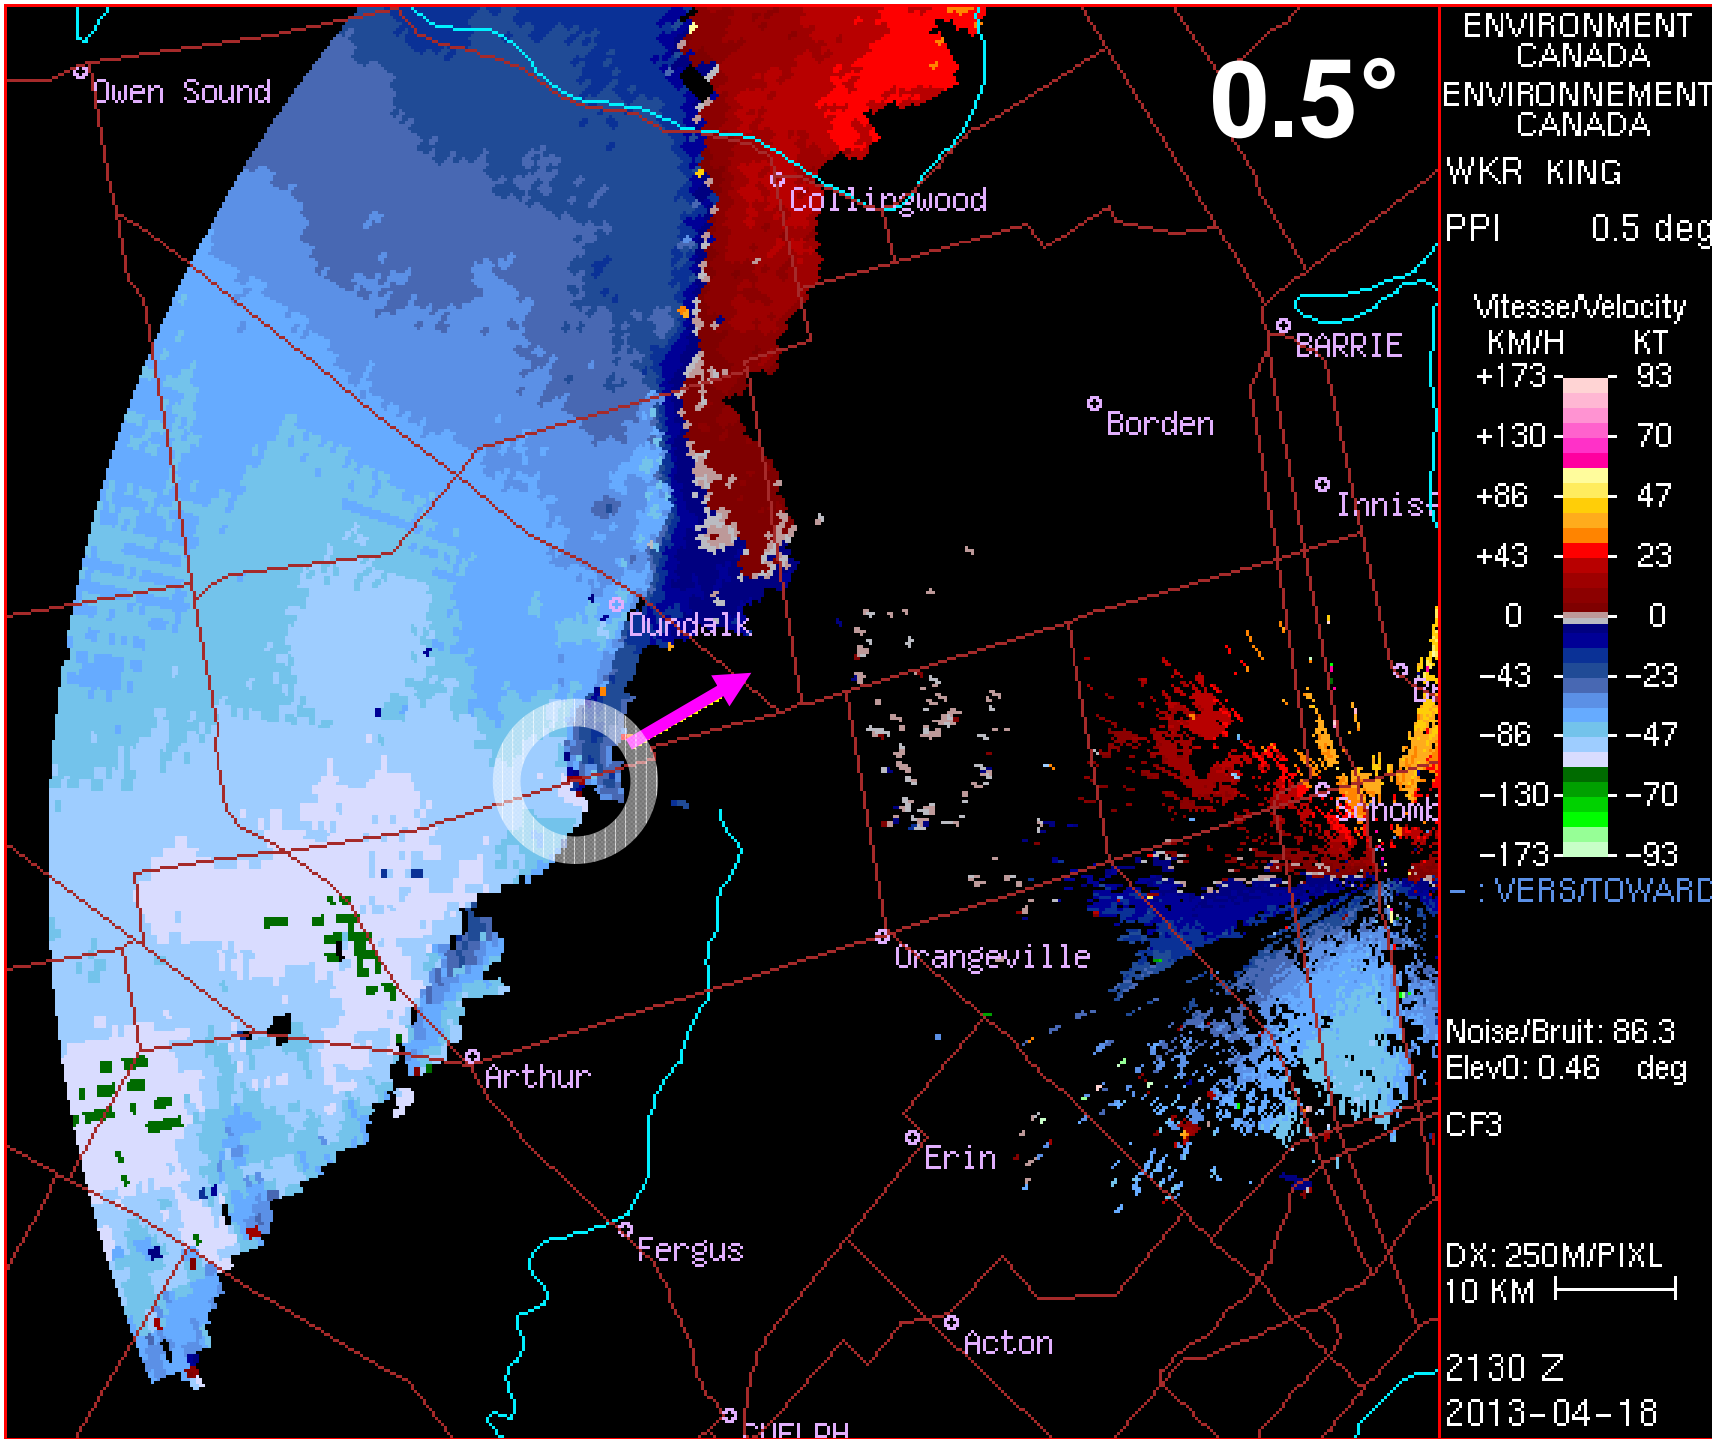 0.5°
Owen Sound
Collingwood
BARRIE
Borden
Innis
Dundalk
Schomb
Orangeville
Arthur
Erin
Fergus
Acton
GUELPH
ENVIRONMENT
CANADA
ENVIRONNEMENT
CANADA
WKR KING
PPI 0.5 deg
Vitesse/Velocity
KM/H KT
+173 93
+130 70
+86 47
+43 23
0 0
-43 -23
-86 -47
-130 -70
-173 -93
- : VERS/TOWARD
Noise/Bruit: 86.3
Elev0: 0.46 deg
CF3
DX: 250M/PIXL
10 KM
2130 Z
2013-04-18